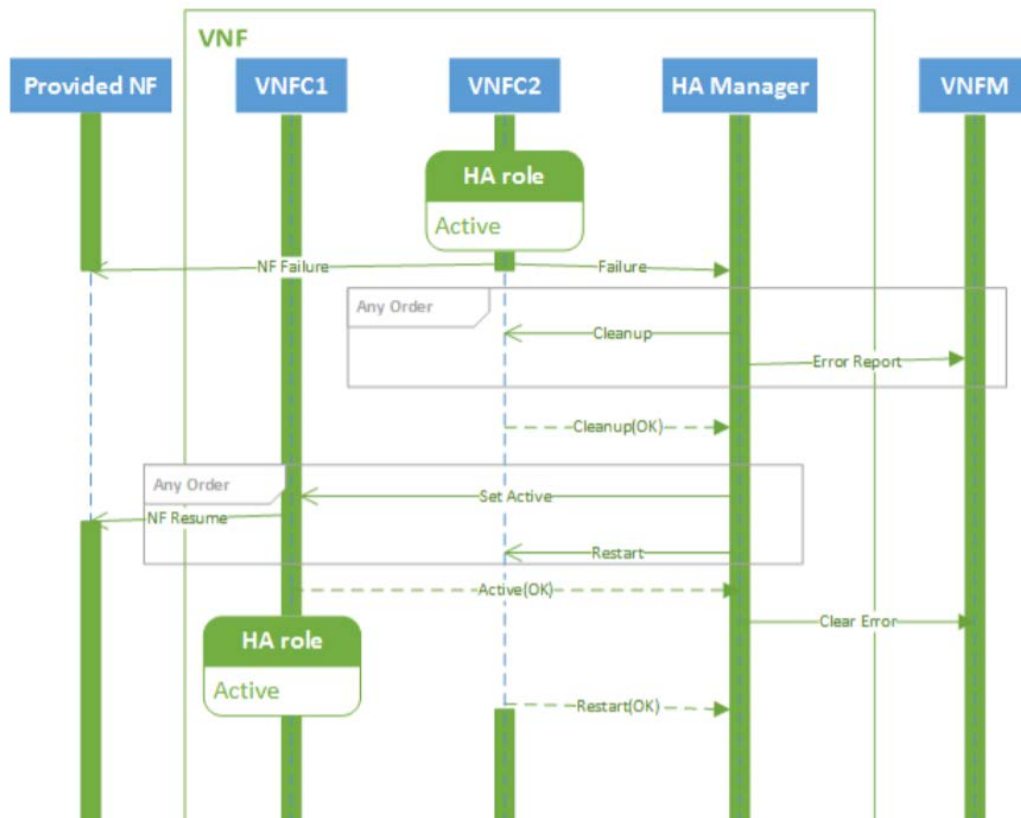 VNF
Provided NF
VNFC1
VNFC2
HA Manager
VNFM
HA role
Active
NF Failure
Failure
Any Order
Cleanup
Error Report
Cleanup(OK)
Any Order
Set Active
NF Resume
Restart
Active(OK)
Clear Error
HA role
Active
Restart(OK)